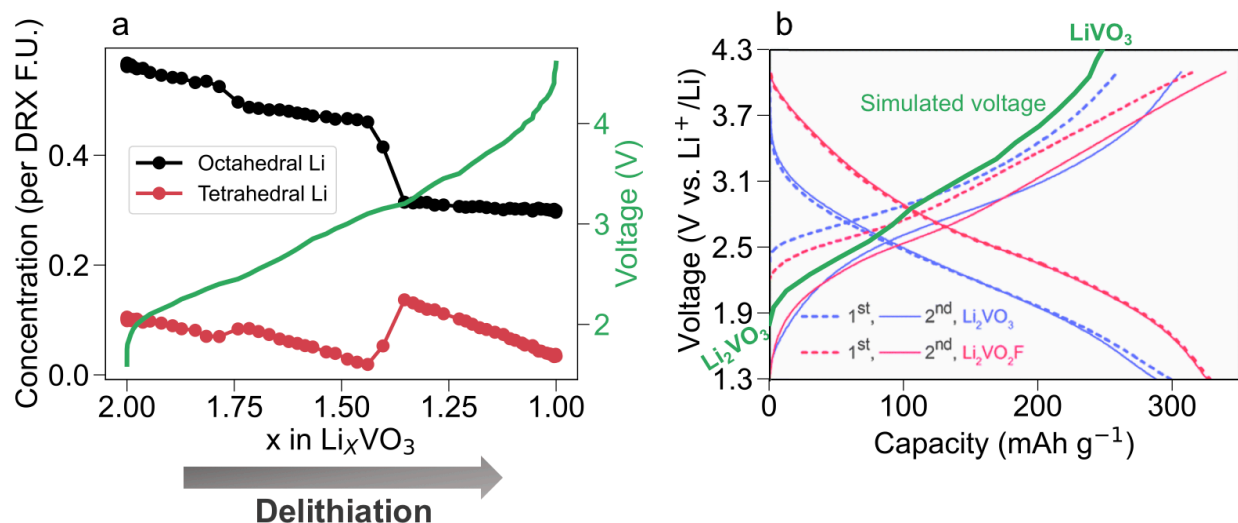 a
Concentration (per DRX F.U.)
0.4
0.2
0.0
Octahedral Li
Tetrahedral Li
4
3
2
Voltage (V)
2.00 1.75 1.50 1.25 1.00
x in Li_XVO₃
Delithiation
b
LiVO₃
Voltage (V vs. Li⁺/Li)
4.3
3.7
3.1
2.5
1.9
1.3
Simulated voltage
Li₂VO₃
1ˢᵗ, 2ⁿᵈ, Li₂VO₃
1ˢᵗ, 2ⁿᵈ, Li₂VO₂F
0 100 200 300
Capacity (mAh g⁻¹)